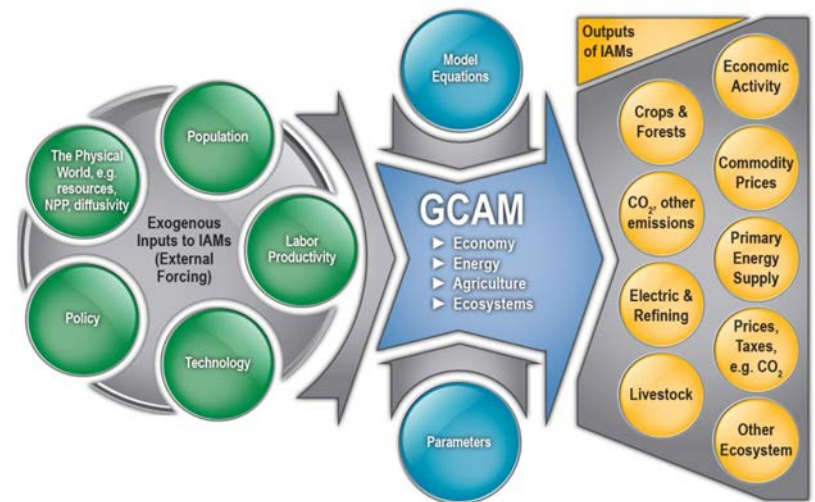 Population
The Physical
World, e.g.
resources,
NPP, diffusivity
Exogenous
Inputs to IAMs
(External
Forcing)
Labor
Productivity
Policy
Technology
Model
Equations
GCAM
► Economy
► Energy
► Agriculture
► Ecosystems
Parameters
Outputs
of IAMs
Crops &
Forests
CO₂, other
emissions
Electric &
Refining
Livestock
Economic
Activity
Commodity
Prices
Primary
Energy
Supply
Prices,
Taxes,
e.g. CO₂
Other
Ecosystem